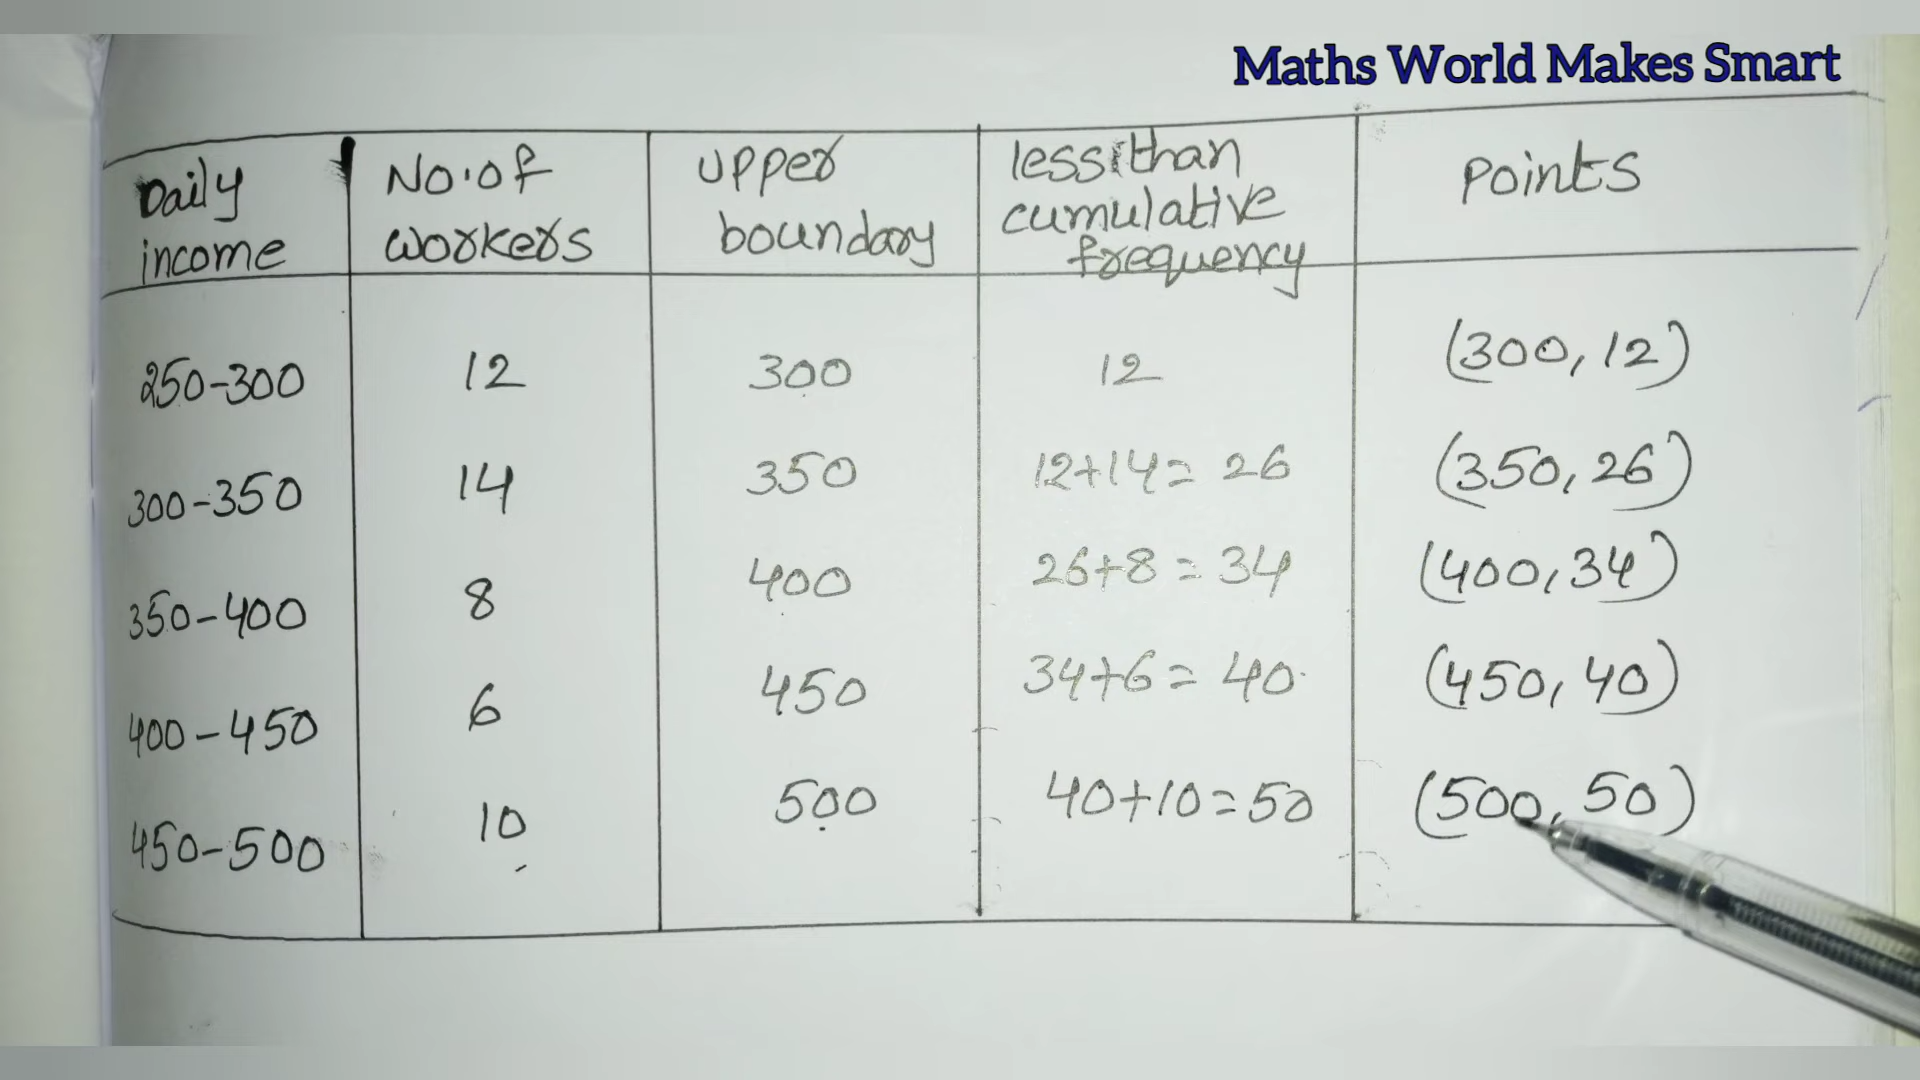 Maths World Makes Smart
Daily income | No. of workers | upper boundary | less than cumulative frequency | points
250-300 | 12 | 300 | 12 | (300, 12)
300-350 | 14 | 350 | 12+14= 26 | (350, 26)
350-400 | 8 | 400 | 26+8 = 34 | (400, 34)
400-450 | 6 | 450 | 34+6= 40 | (450, 40)
450-500 | 10 | 500 | 40+10=50 | (500, 50)